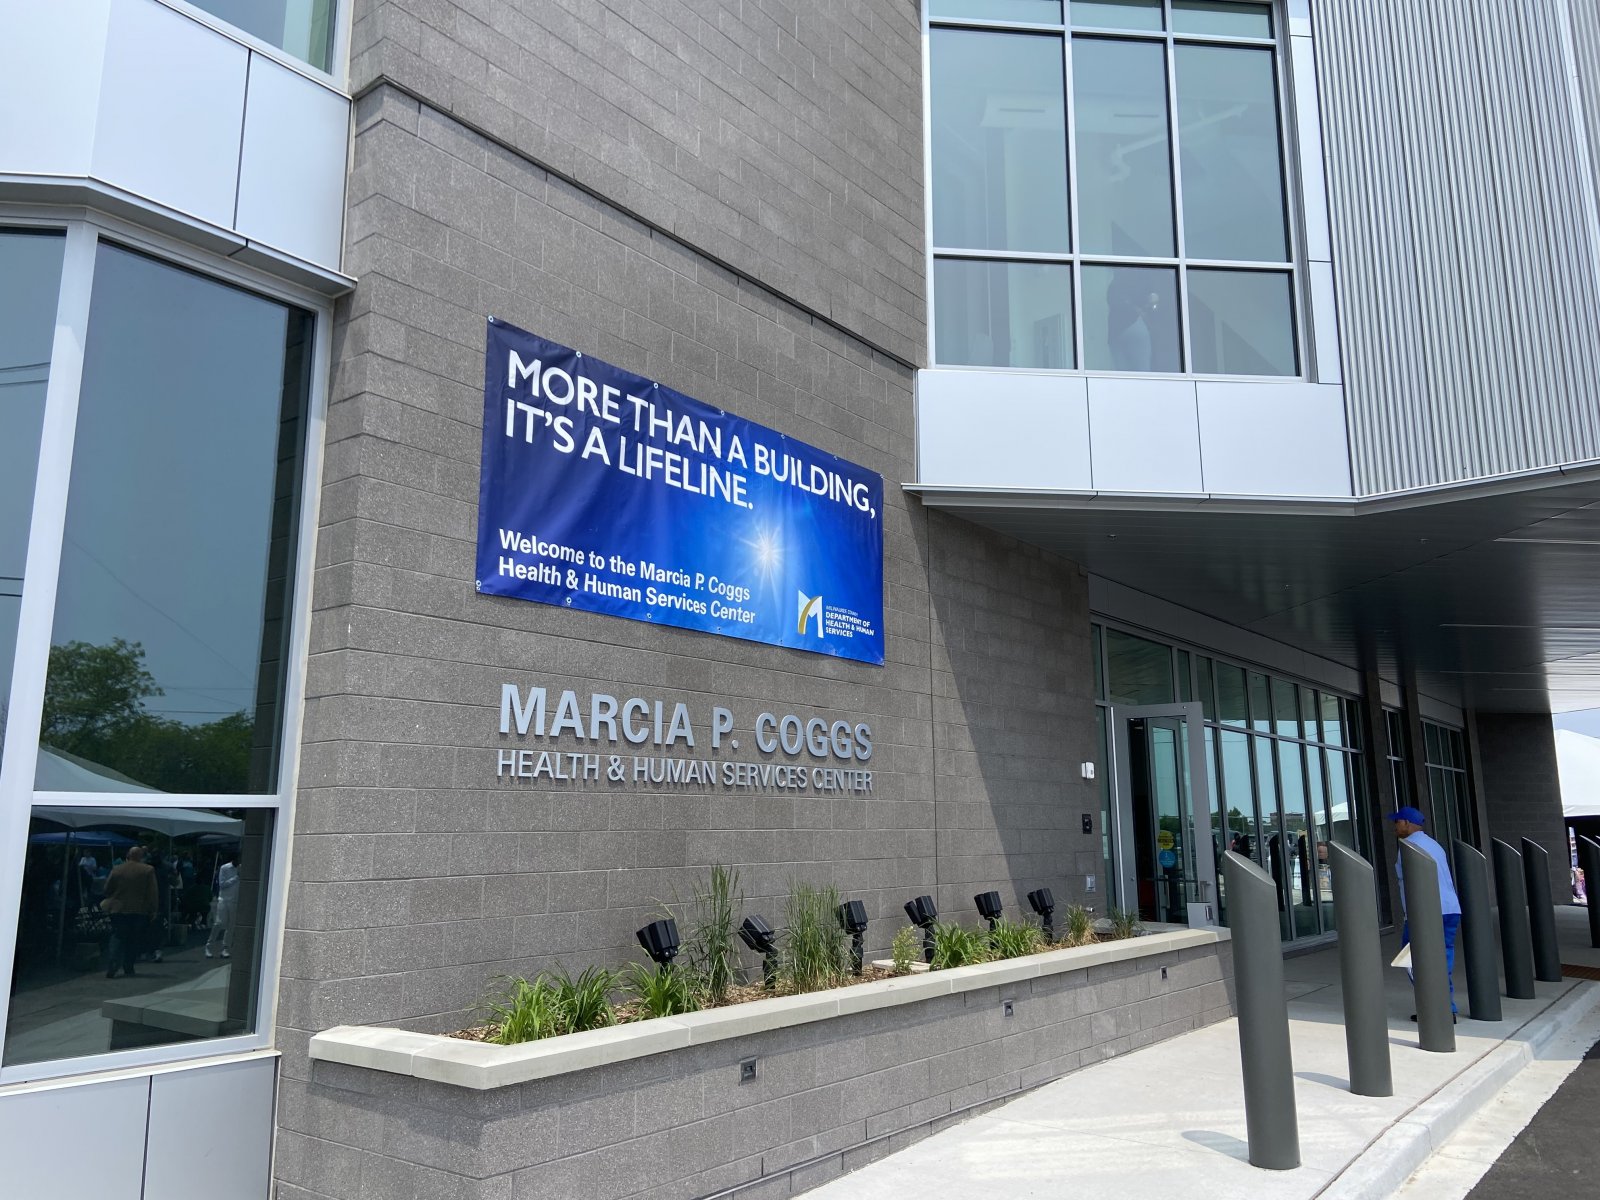 MORE THAN A BUILDING,
IT'S A LIFELINE.
Welcome to the Marcia P. Coggs
Health & Human Services Center
MILWAUKEE COUNTY
DEPARTMENT OF
HEALTH & HUMAN
SERVICES
MARCIA P. COGGS
HEALTH & HUMAN SERVICES CENTER